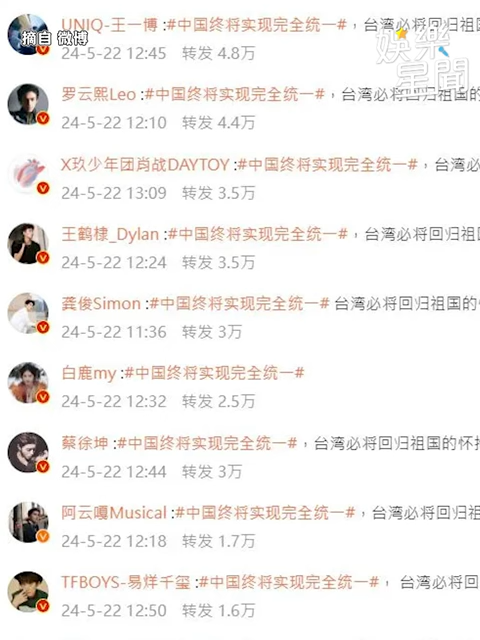 摘自 微博
娛樂星聞
UNIQ-王一博 :#中国终将实现完全统一#，台湾必将回归祖国
24-5-22 12:45 转发 4.8万
罗云熙Leo :#中国终将实现完全统一#，台湾必将回归祖国的
24-5-22 12:10 转发 4.4万
X玖少年团肖战DAYTOY :#中国终将实现完全统一#，台湾必
24-5-22 13:09 转发 3.5万
王鹤棣_Dylan :#中国终将实现完全统一#，台湾必将回归祖国
24-5-22 12:24 转发 3.5万
龚俊Simon :#中国终将实现完全统一# 台湾必将回归祖国的
24-5-22 11:36 转发 3万
白鹿my :#中国终将实现完全统一#
24-5-22 12:32 转发 2.5万
蔡徐坤 :#中国终将实现完全统一#，台湾必将回归祖国的怀抱
24-5-22 12:44 转发 3万
阿云嘎Musical :#中国终将实现完全统一#，台湾必将回归祖国
24-5-22 12:18 转发 1.7万
TFBOYS-易烊千玺 :#中国终将实现完全统一#， 台湾必将回
24-5-22 12:50 转发 1.6万